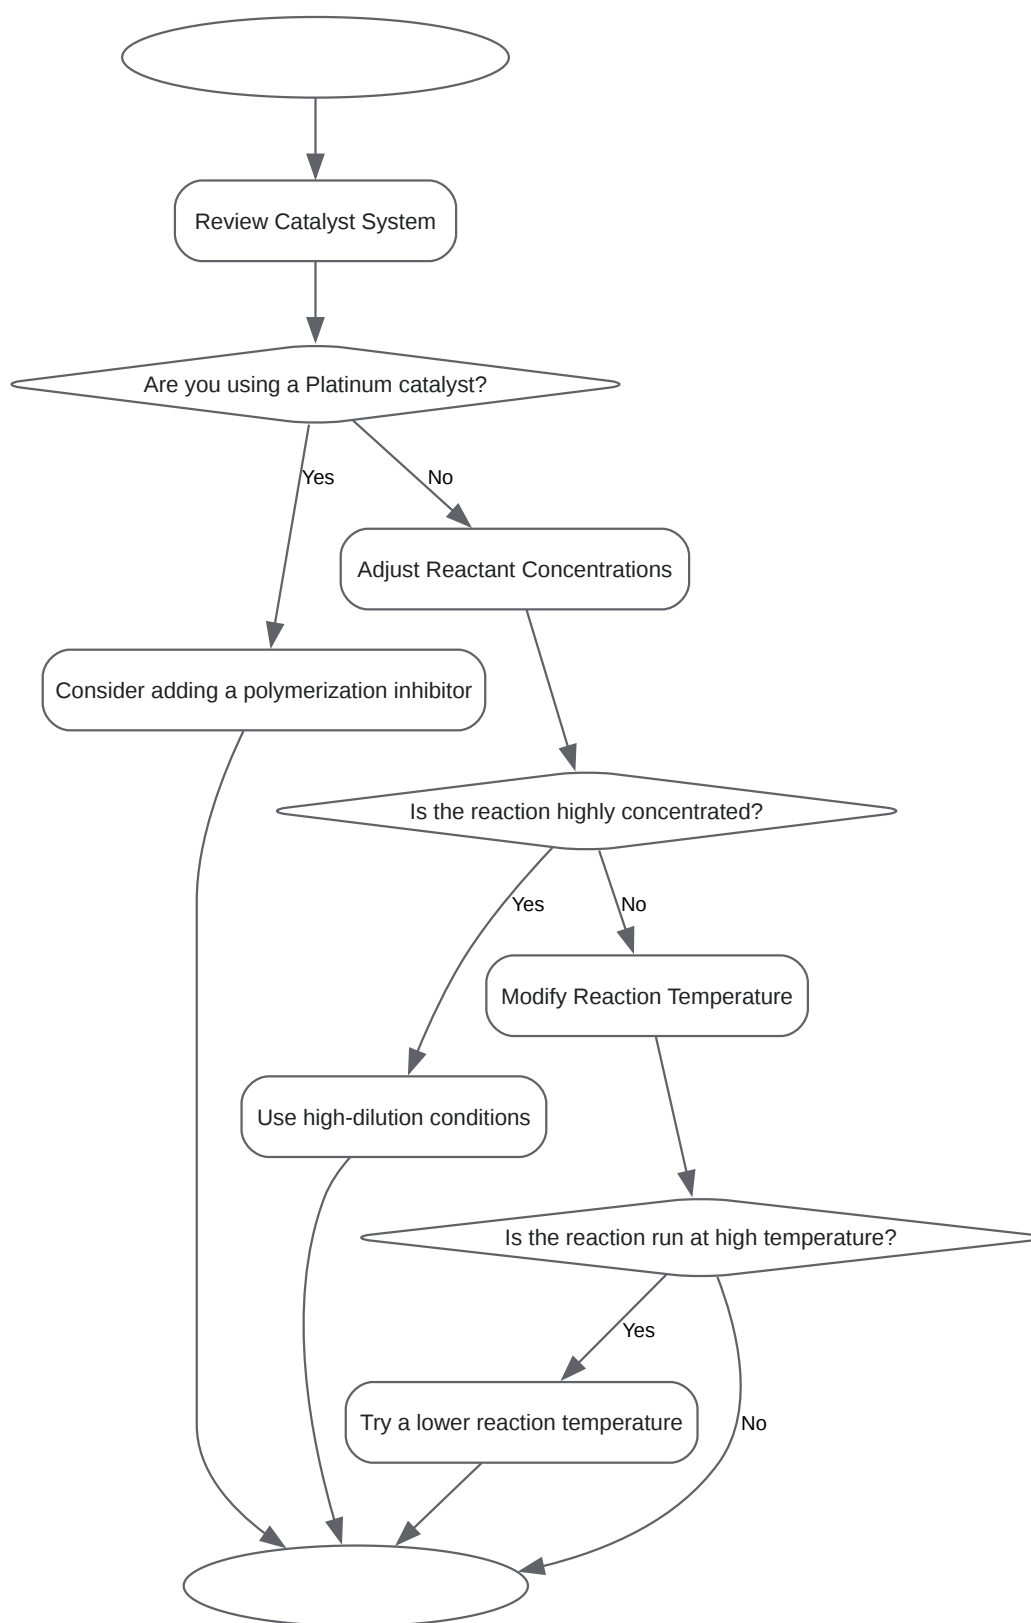 Review Catalyst System
Are you using a Platinum catalyst?
Yes
No
Adjust Reactant Concentrations
Consider adding a polymerization inhibitor
Is the reaction highly concentrated?
Yes
No
Modify Reaction Temperature
Use high-dilution conditions
Is the reaction run at high temperature?
Yes
Try a lower reaction temperature
No